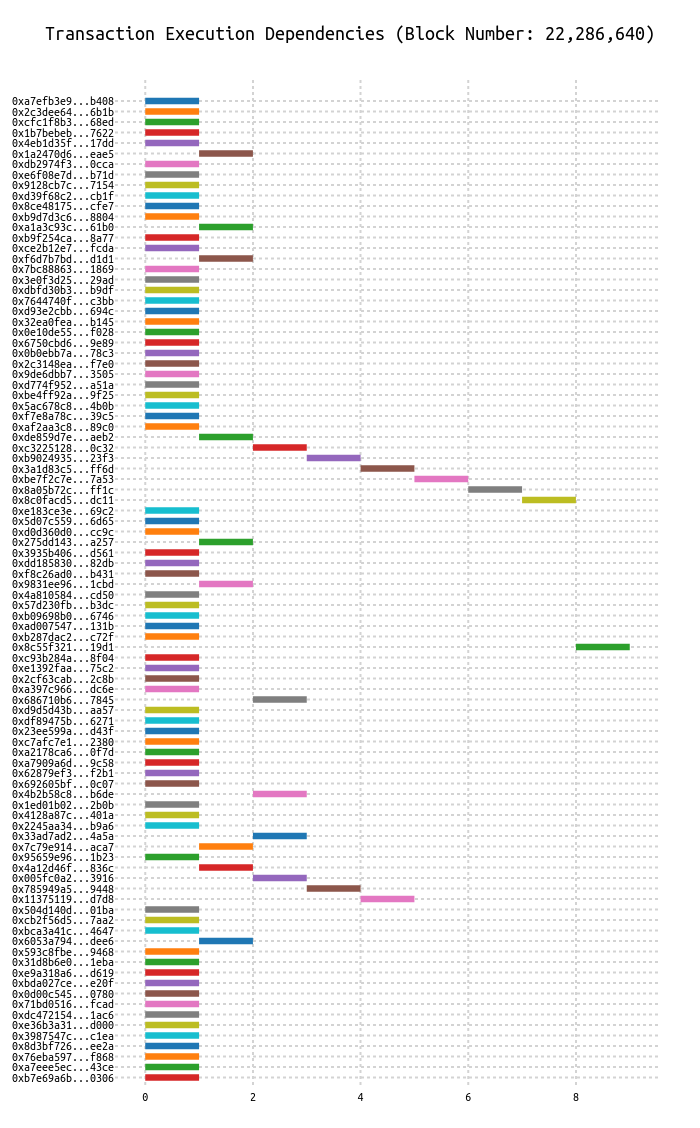 Transaction Execution Dependencies (Block Number: 22,286,640)
0xa7efb3e9...b408
0x2c3dee64...6b1b
0xcfc1f8b3...68ed
0x1b7bebeb...7622
0x4eb1d35f...17dd
0x1a2470d6...eae5
0xdb2974f3...0cca
0xe6f08e7d...b71d
0x9128cb7c...7154
0xd39f68c2...cb1f
0x8ce48175...cfe7
0xb9d7d3c6...8804
0xa1a3c93c...61b0
0xb9f254ca...8a77
0xce2b12e7...fcda
0xf6d7b7bd...d1d1
0x7bc88863...1869
0x3e0f3d25...29ad
0xdbfd30b3...b9df
0x7644740f...c3bb
0xd93e2cbb...694c
0x32ea0fea...b145
0x0e10de55...f028
0x6750cbd6...9e89
0x0b0ebb7a...78c3
0x2c3148ea...f7e0
0x9de6dbb7...3505
0xd774f952...a51a
0xbe4ff92a...9f25
0x5ac678c8...4b0b
0xf7e8a78c...39c5
0xaf2aa3c8...89c0
0xde859d7e...aeb2
0xc3225128...0c32
0xb9024935...23f3
0x3a1d83c5...ff6d
0xbe7f2c7e...7a53
0x8a05b72c...ff1c
0x8c0facd5...dc11
0xe183ce3e...69c2
0x5d07c559...6d65
0xd0d360d0...cc9c
0x275dd143...a257
0x3935b406...d561
0xdd185830...82db
0xf8c26ad0...b431
0x9831ee96...1cbd
0x4a810584...cd50
0x57d230fb...b3dc
0xb09698b0...6746
0xad007547...131b
0xb287dac2...c72f
0x8c55f321...19d1
0xc93b284a...8f04
0xe1392faa...75c2
0x2cf63cab...2c8b
0xa397c966...dc6e
0x686710b6...7845
0xd9d5d43b...aa57
0xdf89475b...6271
0x23ee599a...d43f
0xc7afc7e1...2380
0xa2178ca6...0f7d
0xa7909a6d...9c58
0x62879ef3...f2b1
0x692605bf...0c07
0x4b2b58c8...b6de
0x1ed01b02...2b0b
0x4128a87c...401a
0x2245aa34...b9a6
0x33ad7ad2...4a5a
0x7c79e914...aca7
0x95659e96...1b23
0x4a12d46f...836c
0x005fc0a2...3916
0x785949a5...9448
0x11375119...d7d8
0x504d140d...01ba
0xcb2f56d5...7aa2
0xbca3a41c...4647
0x6053a794...dee6
0x593c8fbe...9468
0x31d8b6e0...1eba
0xe9a318a6...d619
0xbda027ce...e20f
0x0d00c545...0780
0x71bd0516...fcad
0xdc472154...1ac6
0xe36b3a31...d000
0x3987547c...c1ea
0x8d3bf726...ee2a
0x76eba597...f868
0xa7eee5ec...43ce
0xb7e69a6b...0306
0 2 4 6 8